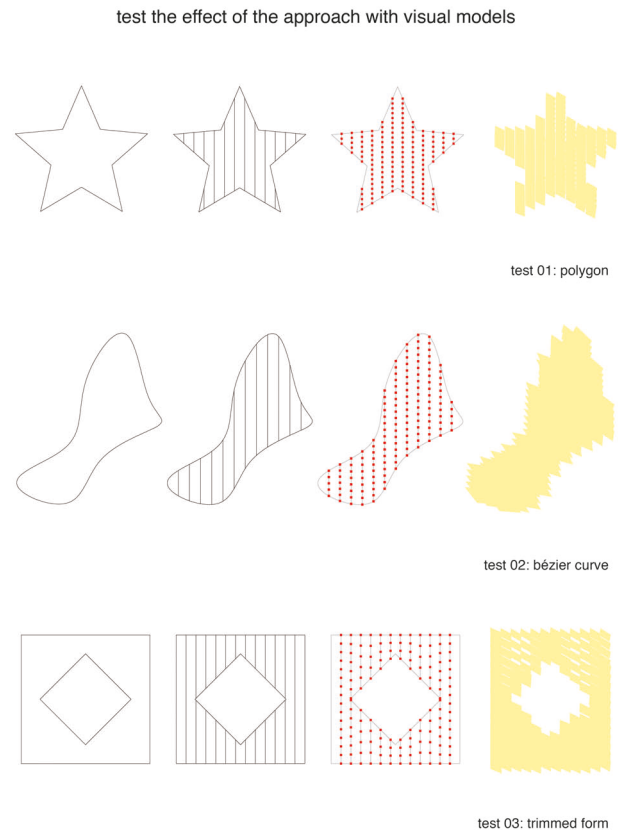 test the effect of the approach with visual models
test 01: polygon
test 02: bézier curve
test 03: trimmed form